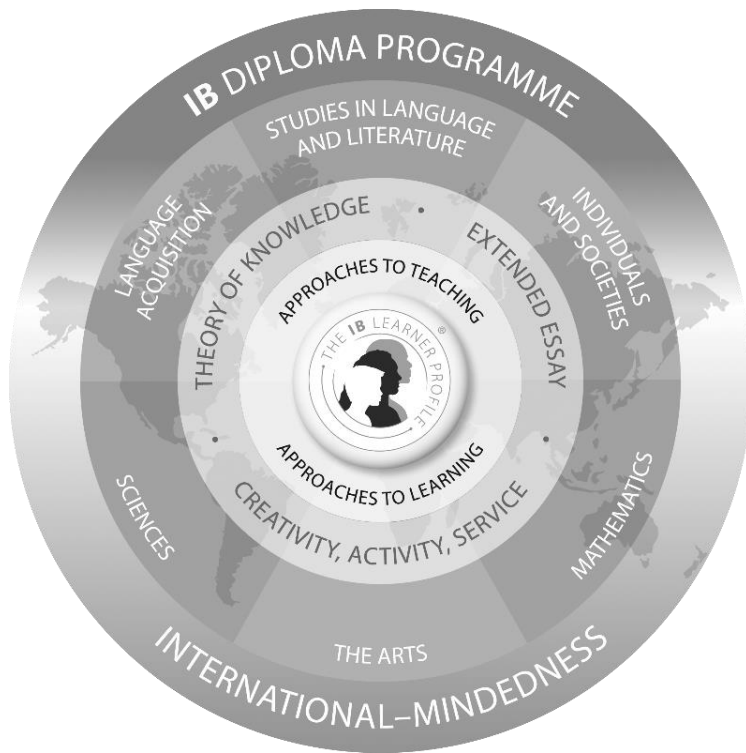 IB DIPLOMA PROGRAMME
STUDIES IN LANGUAGE
AND LITERATURE
LANGUAGE
ACQUISITION
INDIVIDUALS
AND SOCIETIES
THEORY OF KNOWLEDGE
EXTENDED ESSAY
APPROACHES TO TEACHING
THE IB LEARNER PROFILE
®
APPROACHES TO LEARNING
CREATIVITY, ACTIVITY, SERVICE
SCIENCES
MATHEMATICS
THE ARTS
INTERNATIONAL–MINDEDNESS